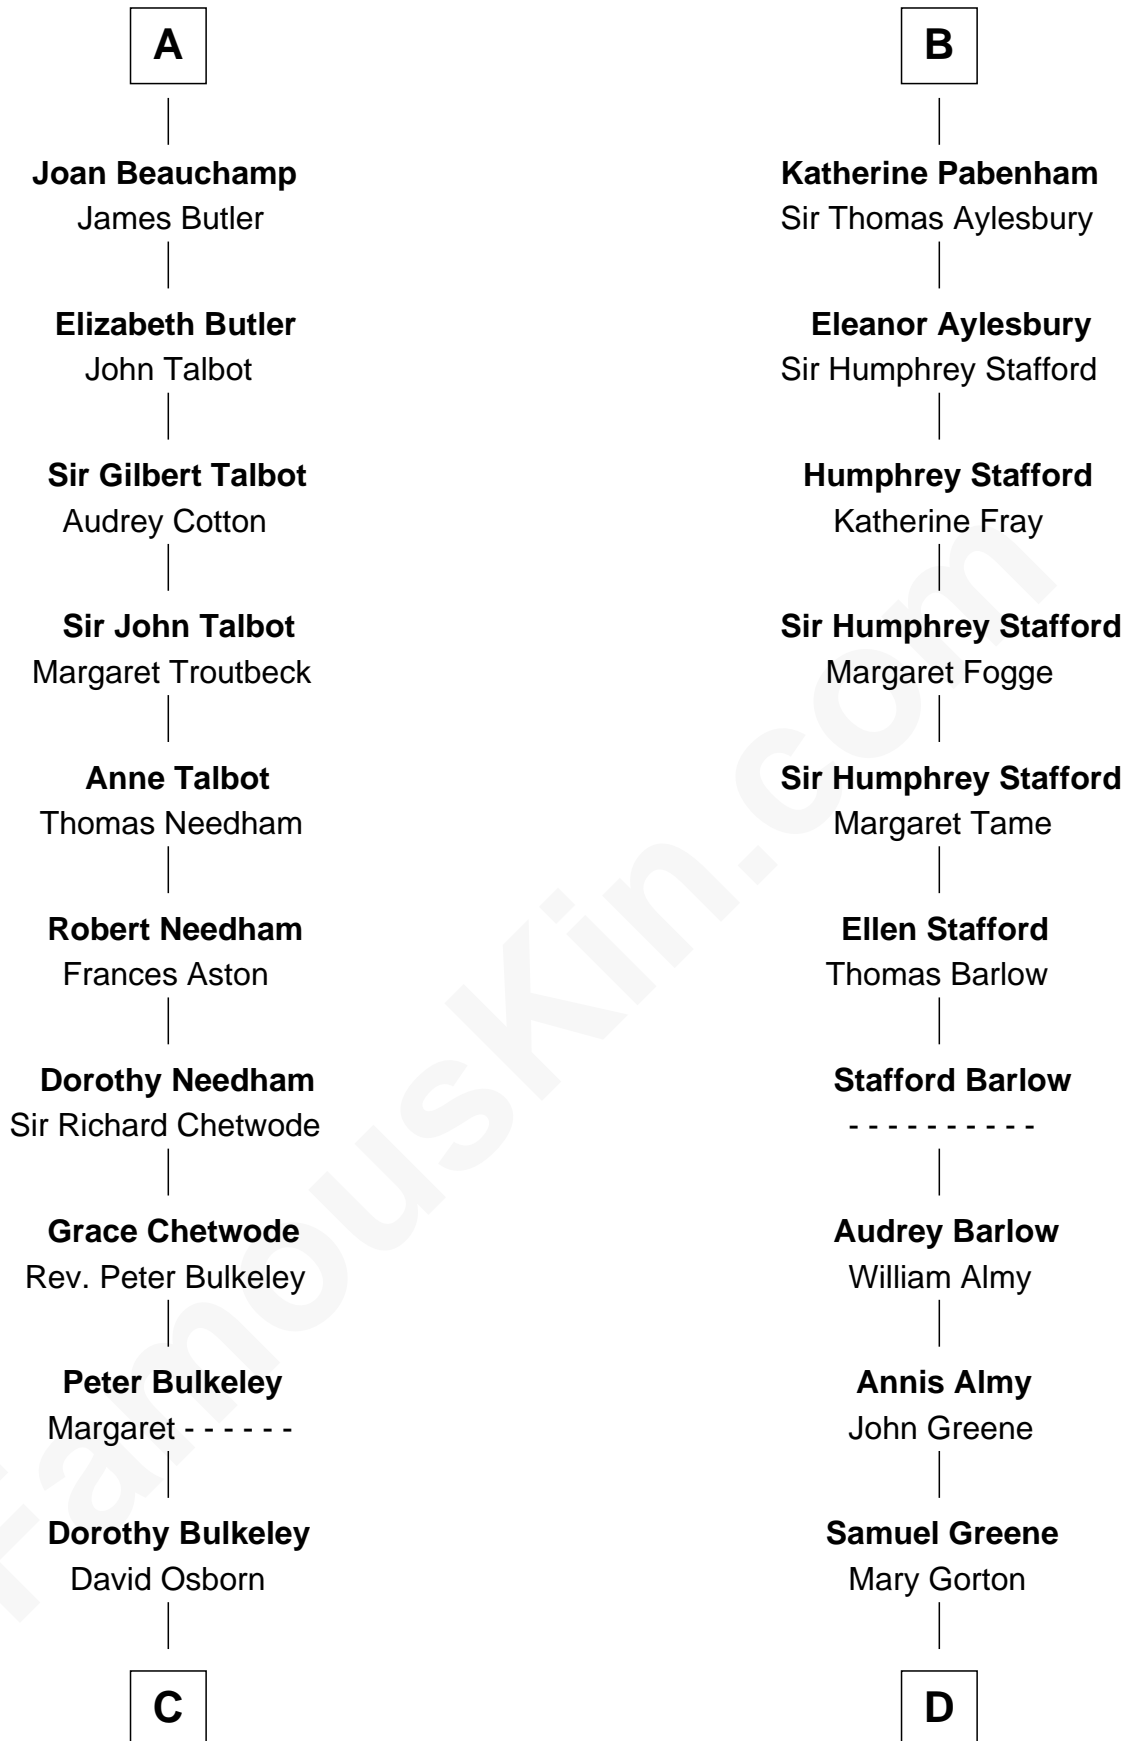 A
Joan Beauchamp
James Butler
Elizabeth Butler
John Talbot
Sir Gilbert Talbot
Audrey Cotton
Sir John Talbot
Margaret Troutbeck
Anne Talbot
Thomas Needham
Robert Needham
Frances Aston
Dorothy Needham
Sir Richard Chetwode
Grace Chetwode
Rev. Peter Bulkeley
Peter Bulkeley
Margaret - - - - - -
Dorothy Bulkeley
David Osborn
C
B
Katherine Pabenham
Sir Thomas Aylesbury
Eleanor Aylesbury
Sir Humphrey Stafford
Humphrey Stafford
Katherine Fray
Sir Humphrey Stafford
Margaret Fogge
Sir Humphrey Stafford
Margaret Tame
Ellen Stafford
Thomas Barlow
Stafford Barlow
- - - - - - - - - -
Audrey Barlow
William Almy
Annis Almy
John Greene
Samuel Greene
Mary Gorton
D
FamousKin.com